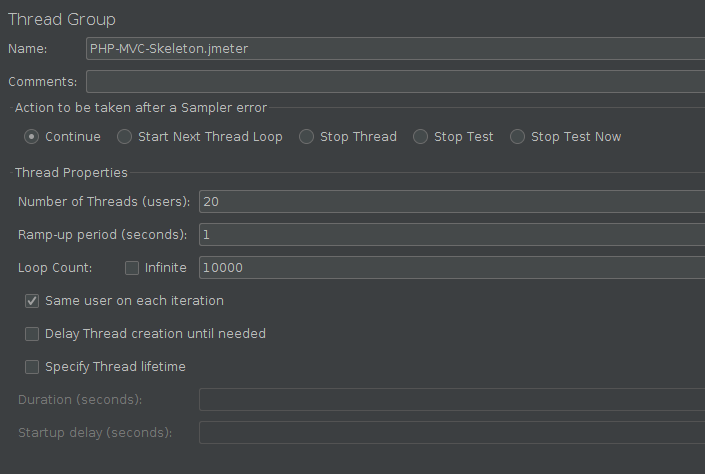 Thread Group
Name: PHP-MVC-Skeleton.jmeter
Comments:
Action to be taken after a Sampler error
Continue Start Next Thread Loop Stop Thread Stop Test Stop Test Now
Thread Properties
Number of Threads (users): 20
Ramp-up period (seconds): 1
Loop Count: Infinite 10000
Same user on each iteration
Delay Thread creation until needed
Specify Thread lifetime
Duration (seconds):
Startup delay (seconds):